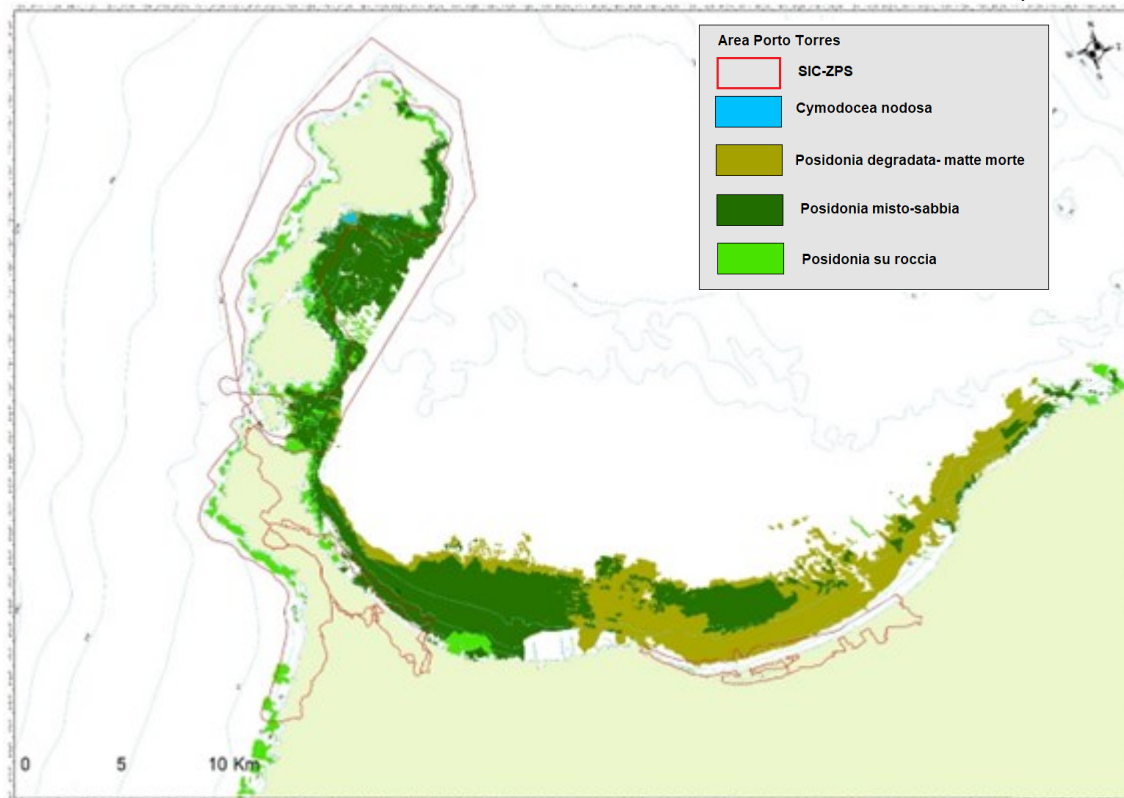 Area Porto Torres
SIC-ZPS
Cymodocea nodosa
Posidonia degradata- matte morte
Posidonia misto-sabbia
Posidonia su roccia
0 5 10 Km